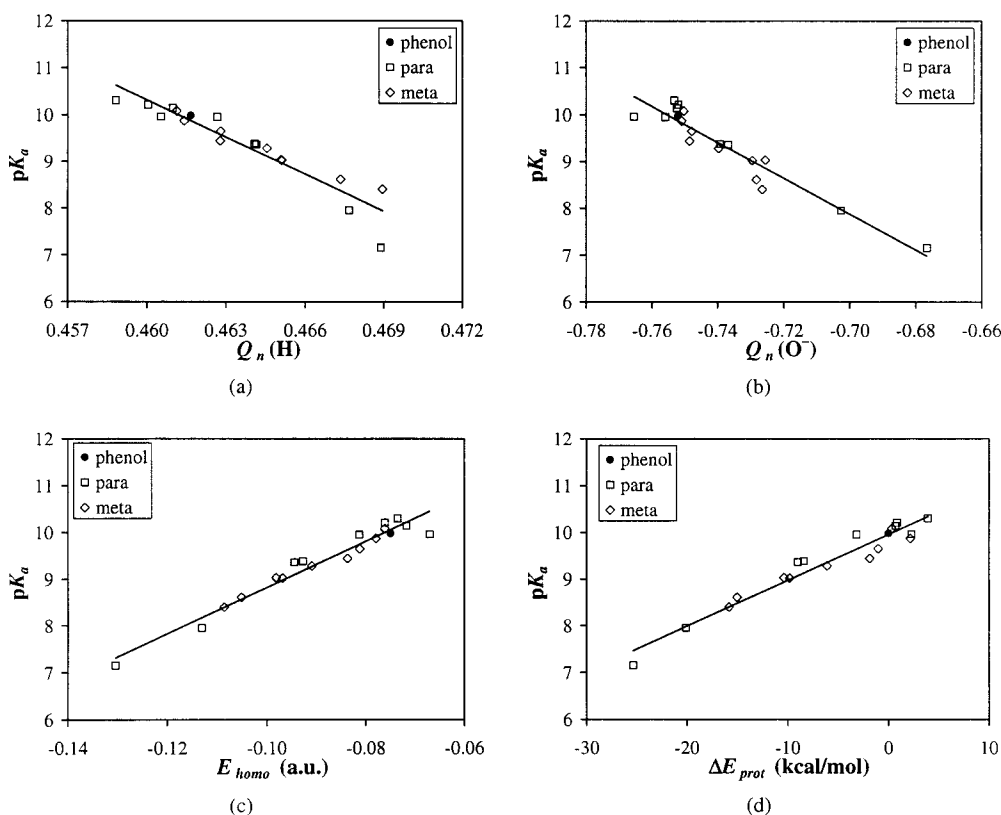 12
11
10
9
8
7
6
pKa
phenol
para
meta
0.457 0.460 0.463 0.466 0.469 0.472
Qn (H)
(a)
12
11
10
9
8
7
6
pKa
phenol
para
meta
-0.78 -0.76 -0.74 -0.72 -0.70 -0.68 -0.66
Qn (O⁻)
(b)
12
11
10
9
8
7
6
pKa
phenol
para
meta
-0.14 -0.12 -0.10 -0.08 -0.06
Ehomo (a.u.)
(c)
12
11
10
9
8
7
6
pKa
phenol
para
meta
-30 -20 -10 0 10
ΔEprot (kcal/mol)
(d)